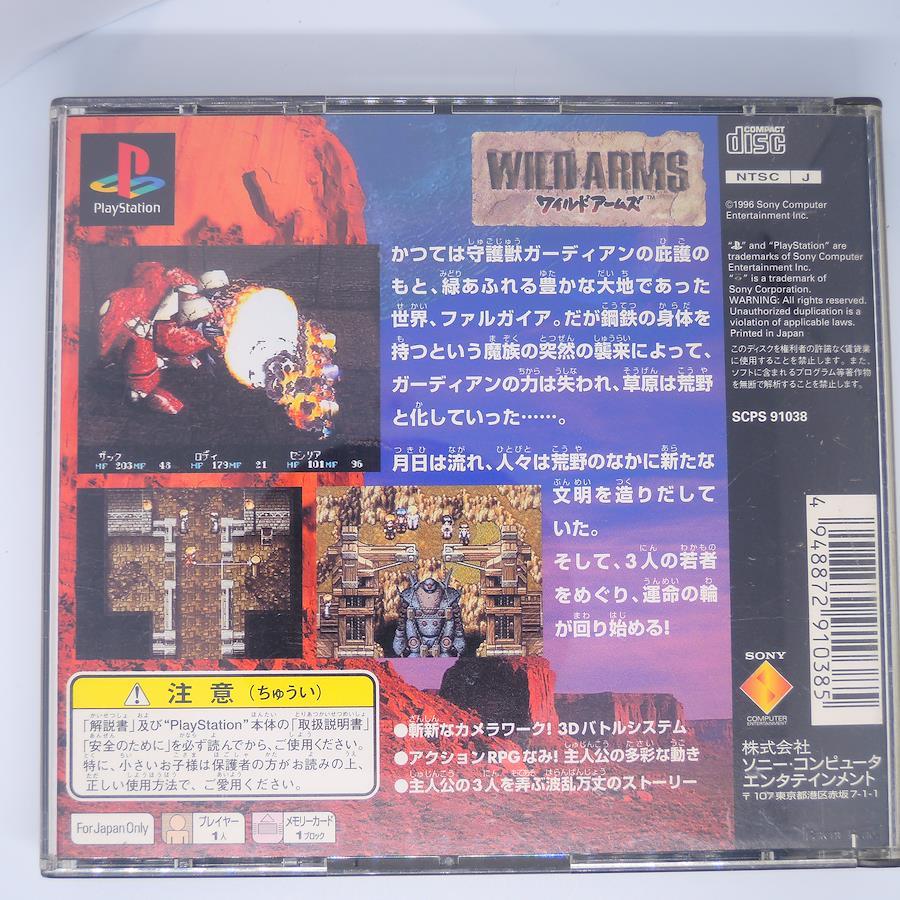 PlayStation
WILD ARMS™
ワイルドアームズ
かつては守護獣ガーディアンの庇護の
もと、緑あふれる豊かな大地であった
世界、ファルガイア。だが鋼鉄の身体を
持つという魔族の突然の襲来によって、
ガーディアンの力は失われ、草原は荒野
と化していった……。
月日は流れ、人々は荒野のなかに新たな
文明を造りだして
いた。
そして、3人の若者
をめぐり、運命の輪
が回り始める!
ザック ロディ セシリア
HP 203 MP 48 HP 179 MP 21 HP 101 MP 96
注意(ちゅうい)
「解説書」及び“PlayStation”本体の「取扱説明書」
「安全のために」を必ず読んでから、ご使用ください。
特に、小さいお子様は保護者の方がお読みの上、
正しい使用方法で、ご愛用ください。
●斬新なカメラワーク! 3Dバトルシステム
●アクションRPGなみ! 主人公の多彩な動き
●主人公の3人を弄ぶ波乱万丈のストーリー
For Japan Only
プレイヤー
1人
メモリーカード
1ブロック
COMPACT
disc
NTSC J
©1996 Sony Computer
Entertainment Inc.
" " and "PlayStation" are
trademarks of Sony Computer
Entertainment Inc.
" " is a trademark of
Sony Corporation.
WARNING: All rights reserved.
Unauthorized duplication is a
violation of applicable laws.
Printed in Japan
このディスクを権利者の許諾なく賃貸業
に使用することを禁止します。また、
ソフトに含まれるプログラム等著作物
を無断で解析することを禁止します。
SCPS 91038
4 948872 910385
SONY
COMPUTER
ENTERTAINMENT
株式会社
ソニー・コンピュータ
エンタテインメント
〒107 東京都港区赤坂7-1-1